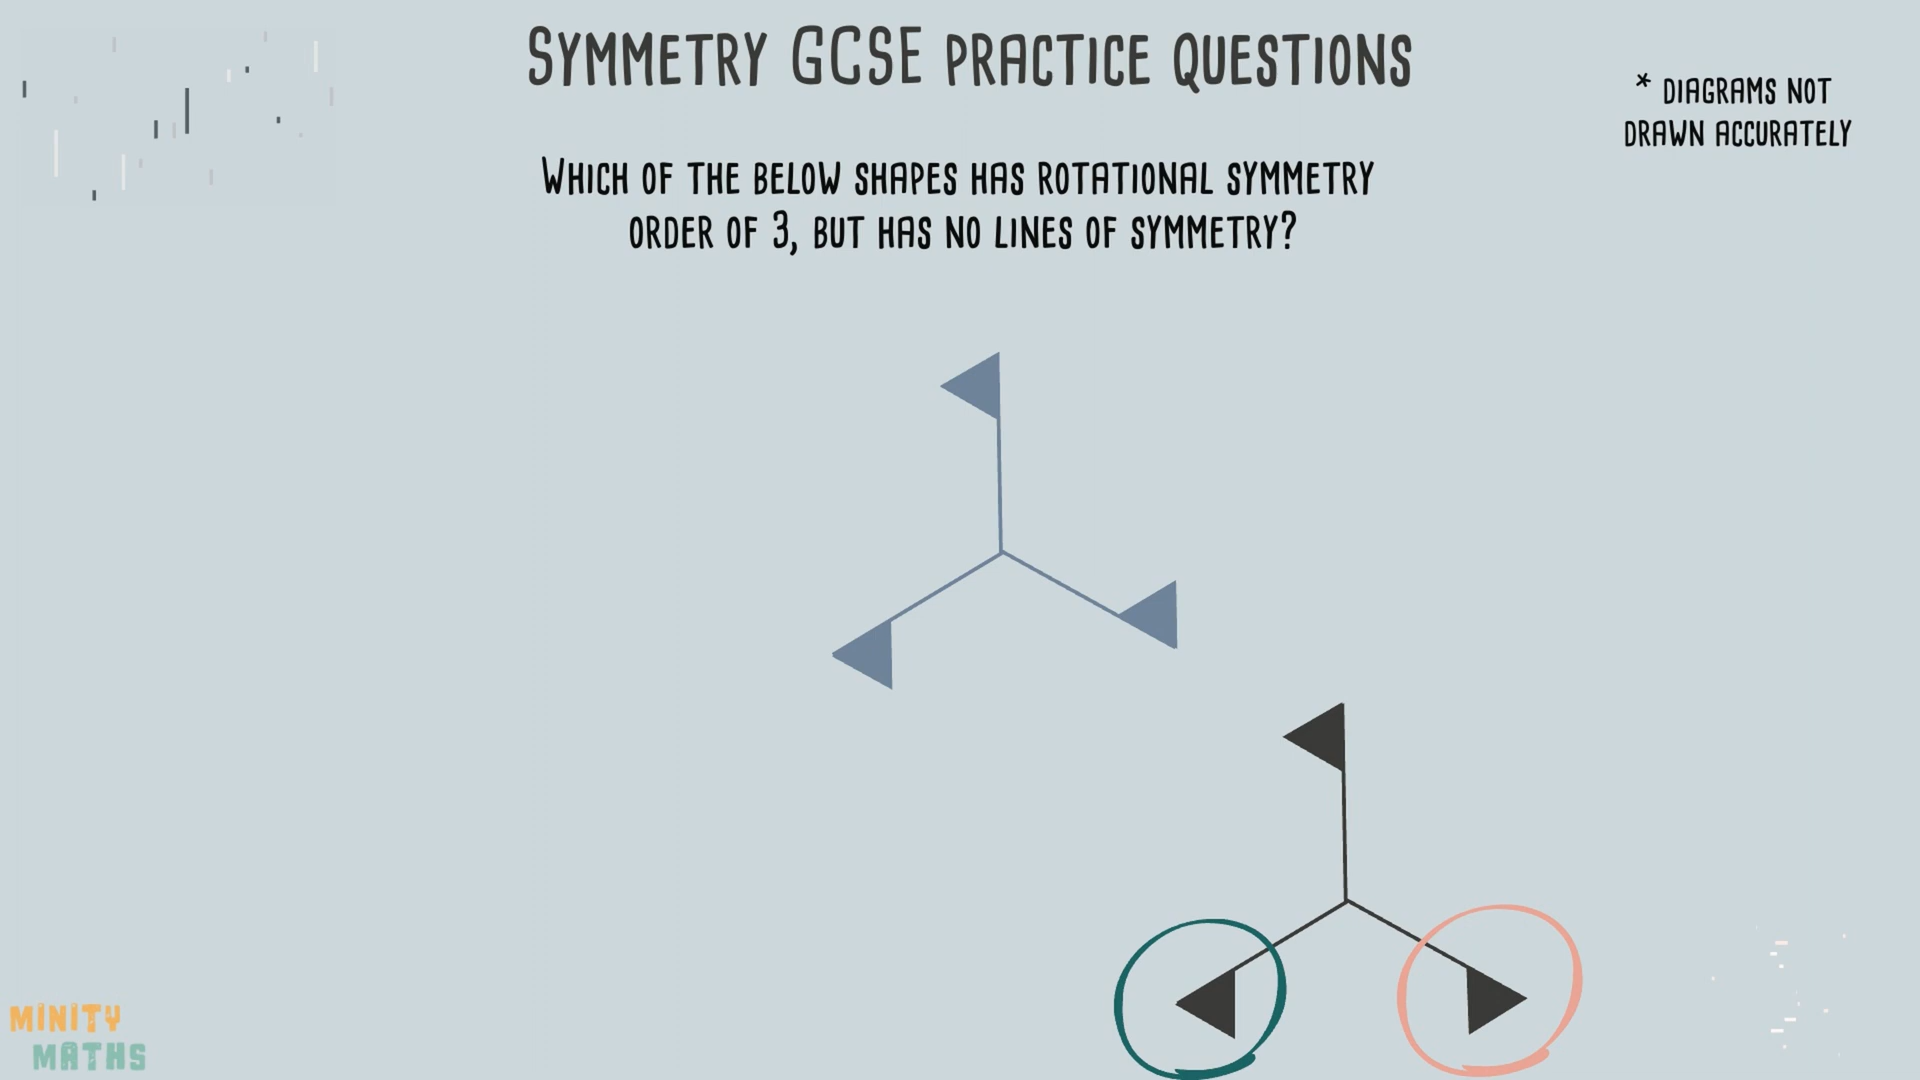 Symmetry GCSE practice questions
* diagrams not
drawn accurately
Which of the below shapes has rotational symmetry
order of 3, but has no lines of symmetry?
MINITY
MATHS